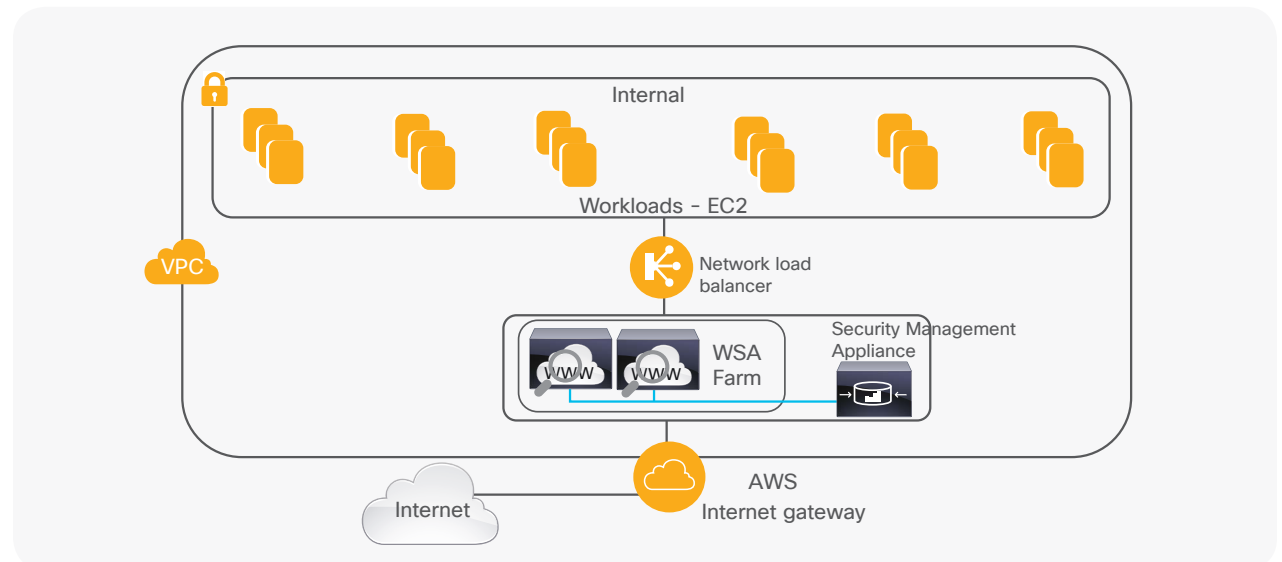 Internal
Workloads - EC2
VPC
Network load
balancer
Security Management
Appliance
www
www
WSA
Farm
AWS
Internet gateway
Internet